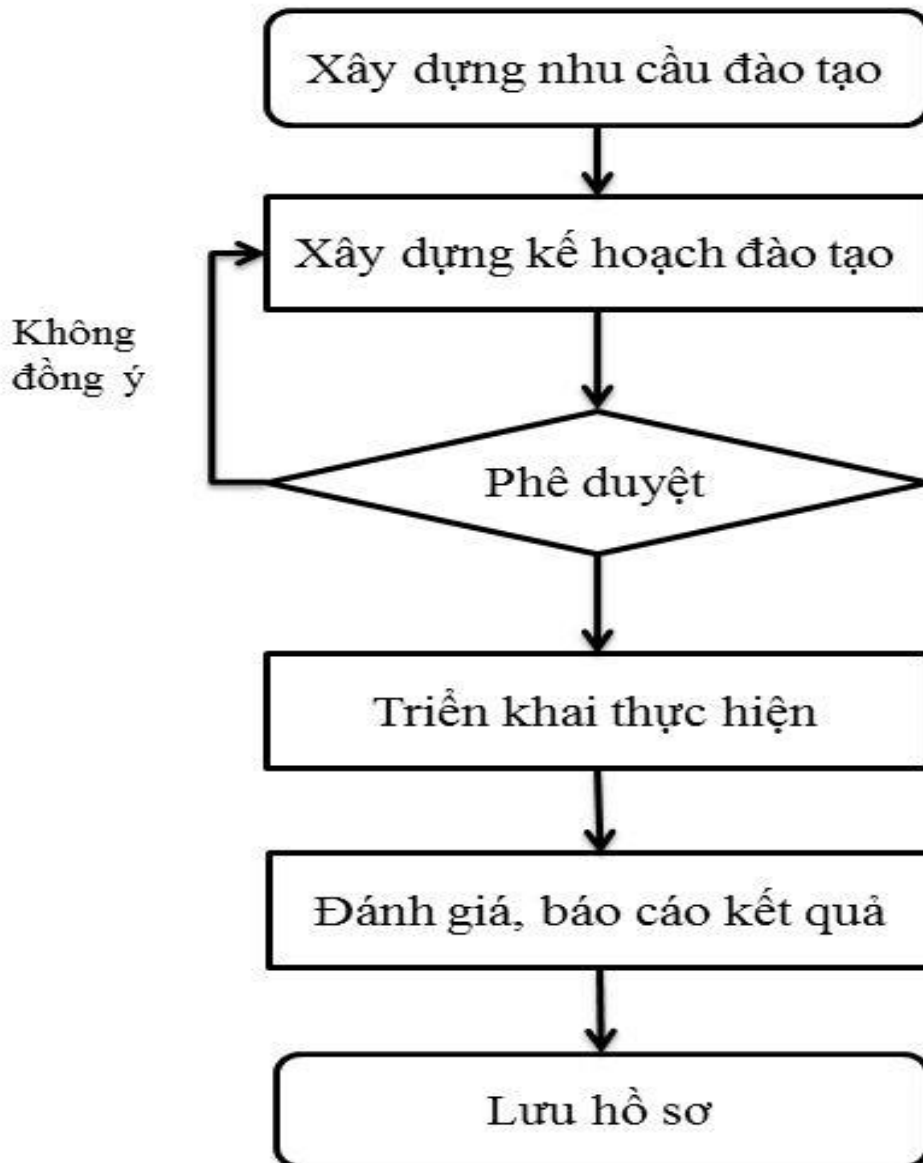 Xây dựng nhu cầu đào tạo
Xây dựng kế hoạch đào tạo
Không
đồng ý
Phê duyệt
Triển khai thực hiện
Đánh giá, báo cáo kết quả
Lưu hồ sơ